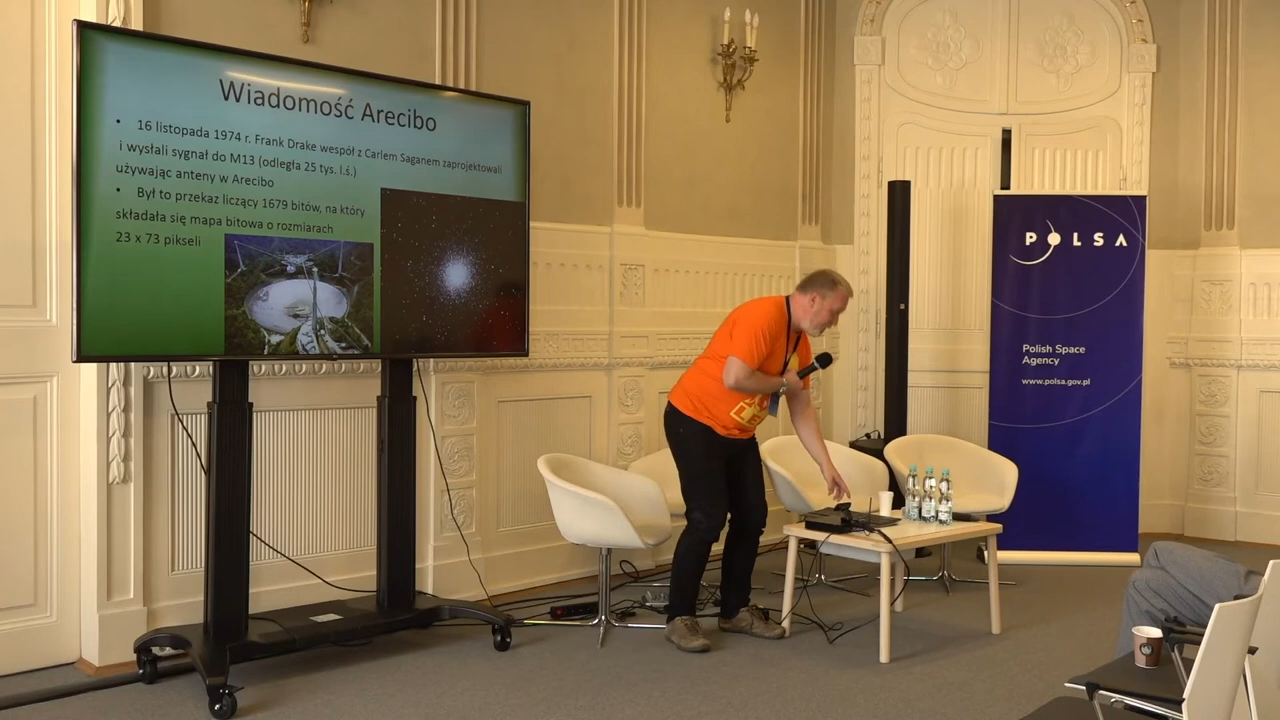 Wiadomość Arecibo
• 16 listopada 1974 r. Frank Drake wespół z Carlem Saganem zaprojektowali
i wysłali sygnał do M13 (odległa 25 tys. l.ś.)
używając anteny w Arecibo
• Był to przekaz liczący 1679 bitów, na który
składała się mapa bitowa o rozmiarach
23 x 73 pikseli
POLSA
Polish Space
Agency
www.polsa.gov.pl